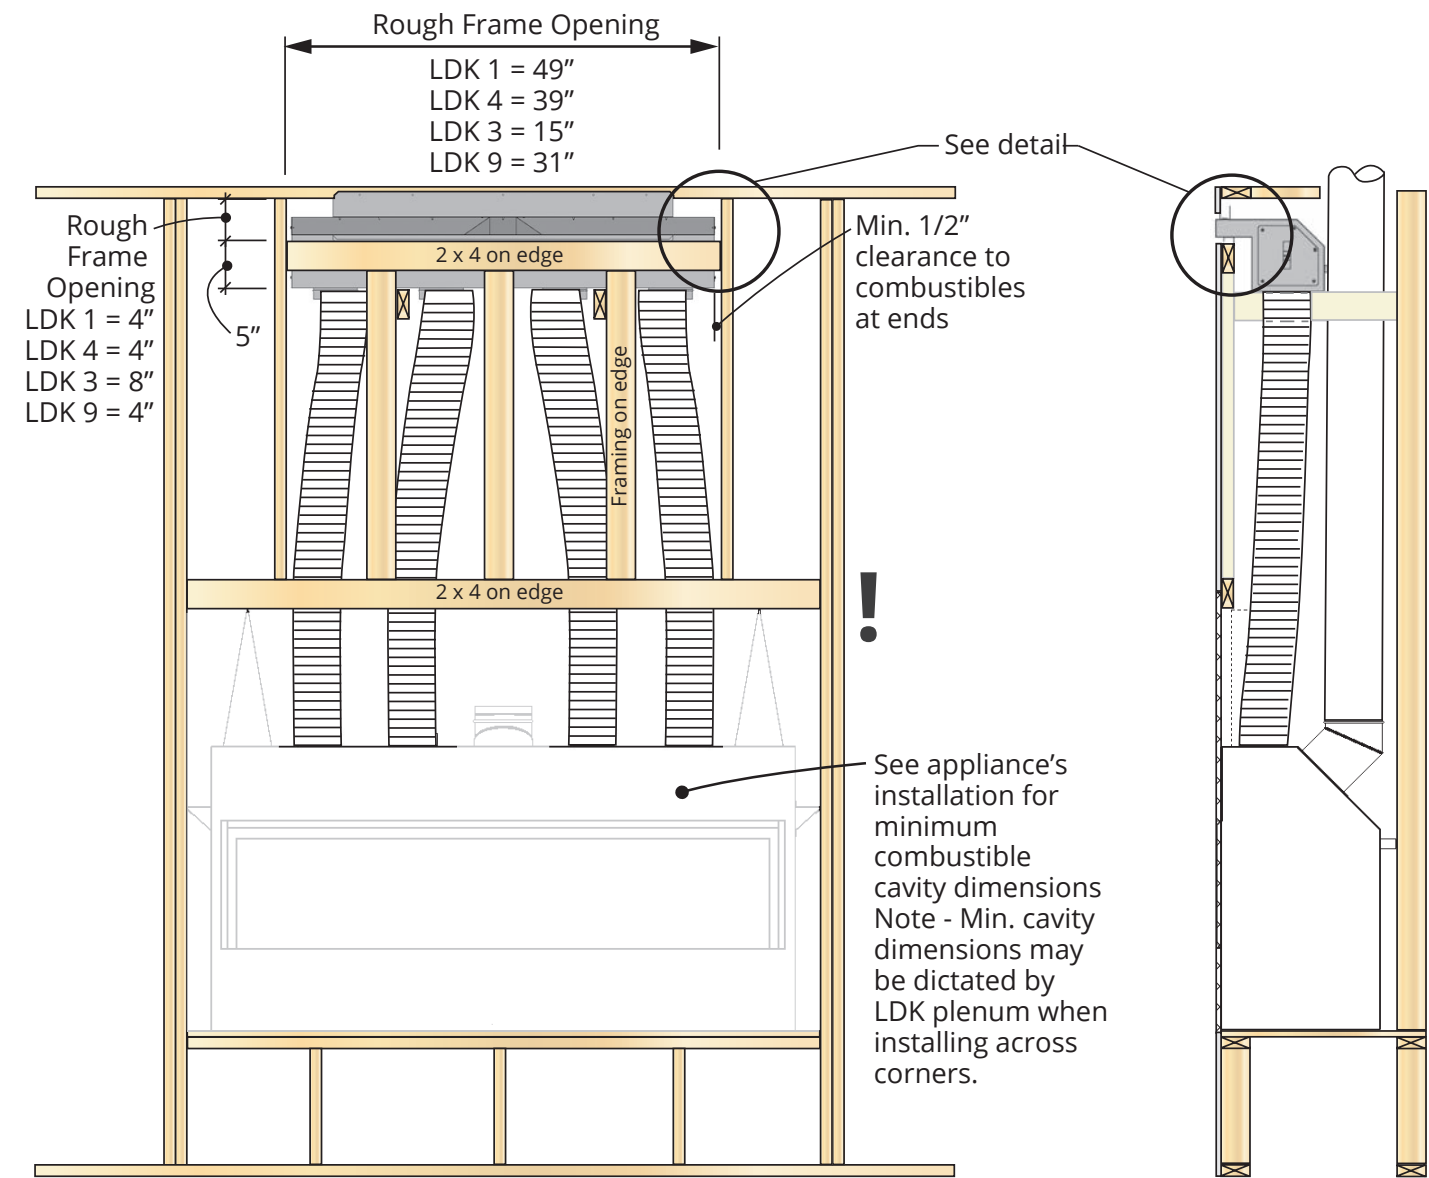 Rough Frame Opening
LDK 1 = 49”
LDK 4 = 39”
LDK 3 = 15”
LDK 9 = 31”
See detail
Rough
Frame
Opening
LDK 1 = 4”
LDK 4 = 4”
LDK 3 = 8”
LDK 9 = 4”
5”
2 x 4 on edge
Min. 1/2”
clearance to
combustibles
at ends
Framing on edge
2 x 4 on edge
!
See appliance’s
installation for
minimum
combustible
cavity dimensions
Note - Min. cavity
dimensions may
be dictated by
LDK plenum when
installing across
corners.